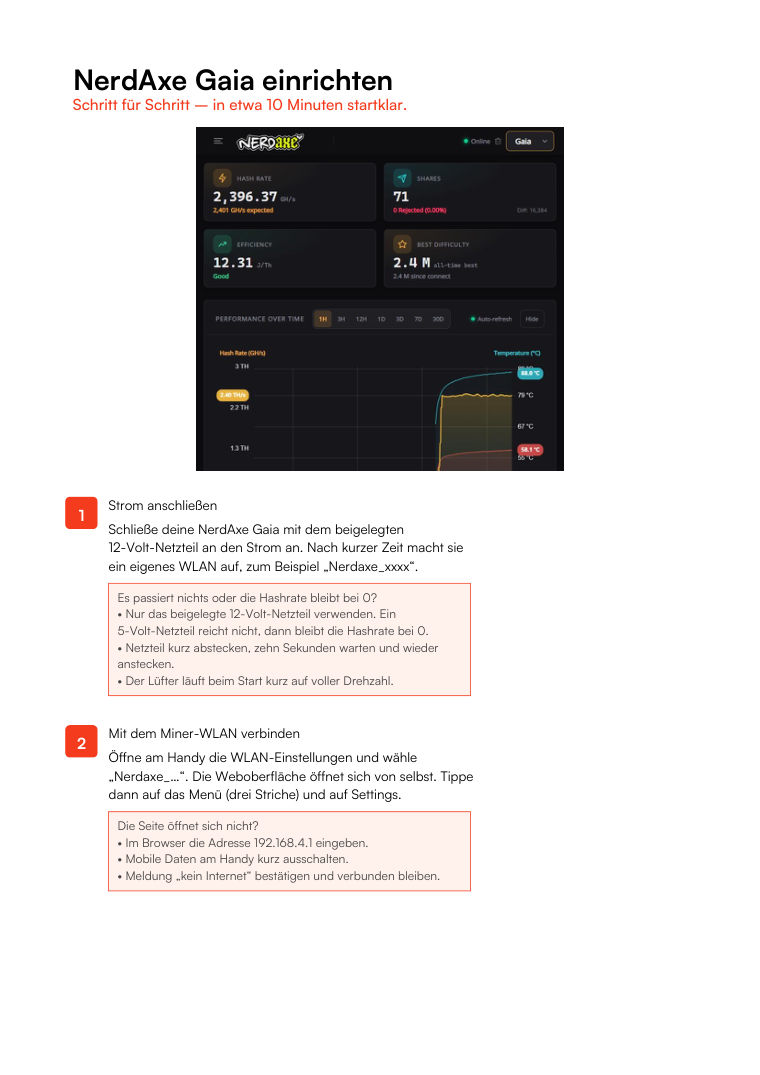 NerdAxe Gaia einrichten
Schritt für Schritt — in etwa 10 Minuten startklar.
NERDaxe
Online
Gaia
HASH RATE
2,396.37 GH/s
2,401 GH/s expected
SHARES
71
0 Rejected (0.00%)
Diff: 16,384
EFFICIENCY
12.31 J/Th
Good
BEST DIFFICULTY
2.4 M all-time best
2.4 M since connect
PERFORMANCE OVER TIME
1H 3H 12H 1D 3D 7D 30D
Auto-refresh
Hide
Hash Rate (GH/s)
Temperature (°C)
3 TH
88.0 °C
2.40 TH/s
79 °C
2.2 TH
67 °C
1.3 TH
58.1 °C
55 °C
1
Strom anschließen
Schließe deine NerdAxe Gaia mit dem beigelegten
12-Volt-Netzteil an den Strom an. Nach kurzer Zeit macht sie
ein eigenes WLAN auf, zum Beispiel „Nerdaxe_xxxx“.
Es passiert nichts oder die Hashrate bleibt bei 0?
• Nur das beigelegte 12-Volt-Netzteil verwenden. Ein
5-Volt-Netzteil reicht nicht, dann bleibt die Hashrate bei 0.
• Netzteil kurz abstecken, zehn Sekunden warten und wieder
anstecken.
• Der Lüfter läuft beim Start kurz auf voller Drehzahl.
2
Mit dem Miner-WLAN verbinden
Öffne am Handy die WLAN-Einstellungen und wähle
„Nerdaxe_…“. Die Weboberfläche öffnet sich von selbst. Tippe
dann auf das Menü (drei Striche) und auf Settings.
Die Seite öffnet sich nicht?
• Im Browser die Adresse 192.168.4.1 eingeben.
• Mobile Daten am Handy kurz ausschalten.
• Meldung „kein Internet“ bestätigen und verbunden bleiben.